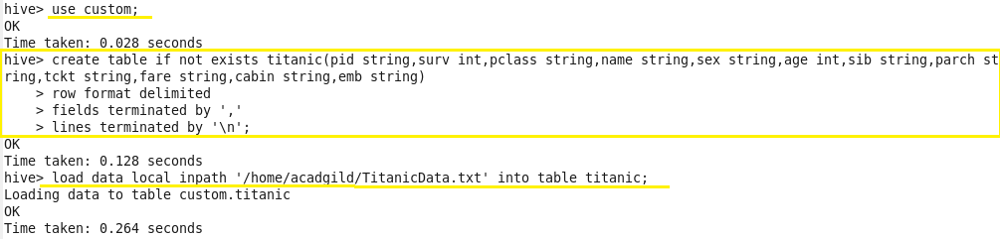 hive> use custom;
OK
Time taken: 0.028 seconds
hive> create table if not exists titanic(pid string,surv int,pclass string,name string,sex string,age int,sib string,parch st
ring,tckt string,fare string,cabin string,emb string)
    > row format delimited
    > fields terminated by ','
    > lines terminated by '\n';
OK
Time taken: 0.128 seconds
hive> load data local inpath '/home/acadgild/TitanicData.txt' into table titanic;
Loading data to table custom.titanic
OK
Time taken: 0.264 seconds